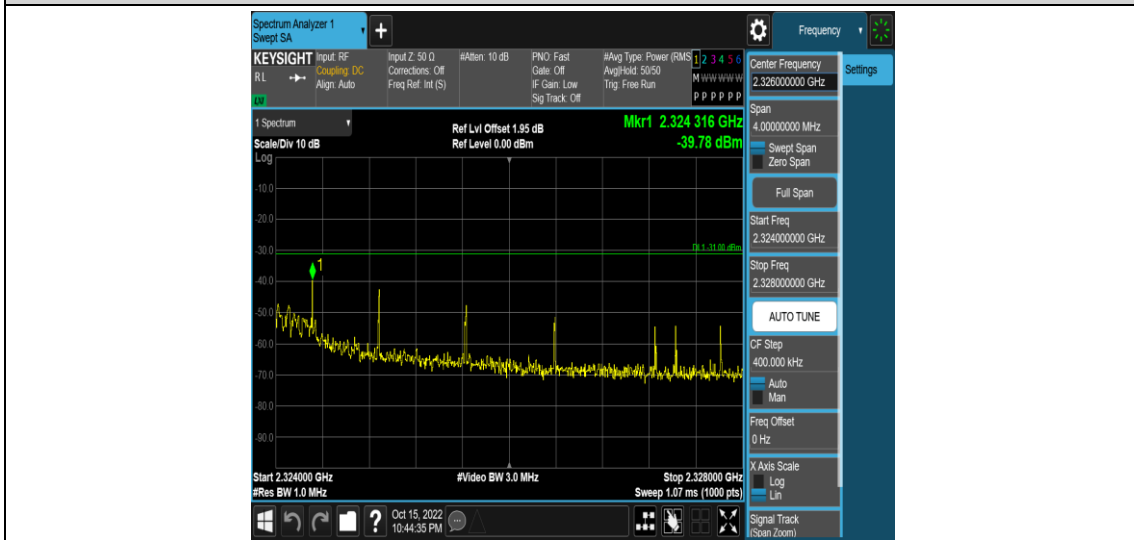 Spectrum Analyzer 1
Swept SA
+
Frequency
KEYSIGHT
RL
LXI
Input: RF
Coupling: DC
Align: Auto
Input Z: 50 Ω
Corrections: Off
Freq Ref: Int (S)
#Atten: 10 dB
PNO: Fast
Gate: Off
IF Gain: Low
Sig Track: Off
#Avg Type: Power (RMS
Avg|Hold: 50/50
Trig: Free Run
1 2 3 4 5 6
M W W W W W
P P P P P P
1 Spectrum
Scale/Div 10 dB
Log
Ref Lvl Offset 1.95 dB
Ref Level 0.00 dBm
Mkr1 2.324 316 GHz
-39.78 dBm
-10.0
-20.0
-30.0
DL1 -31.00 dBm
1
-40.0
-50.0
-60.0
-70.0
-80.0
-90.0
Start 2.324000 GHz
#Res BW 1.0 MHz
#Video BW 3.0 MHz
Stop 2.328000 GHz
Sweep 1.07 ms (1000 pts)
Center Frequency
2.326000000 GHz
Settings
Span
4.00000000 MHz
Swept Span
Zero Span
Full Span
Start Freq
2.324000000 GHz
Stop Freq
2.328000000 GHz
AUTO TUNE
CF Step
400.000 kHz
Auto
Man
Freq Offset
0 Hz
X Axis Scale
Log
Lin
Signal Track
(Span Zoom)
?
Oct 15, 2022
10:44:35 PM